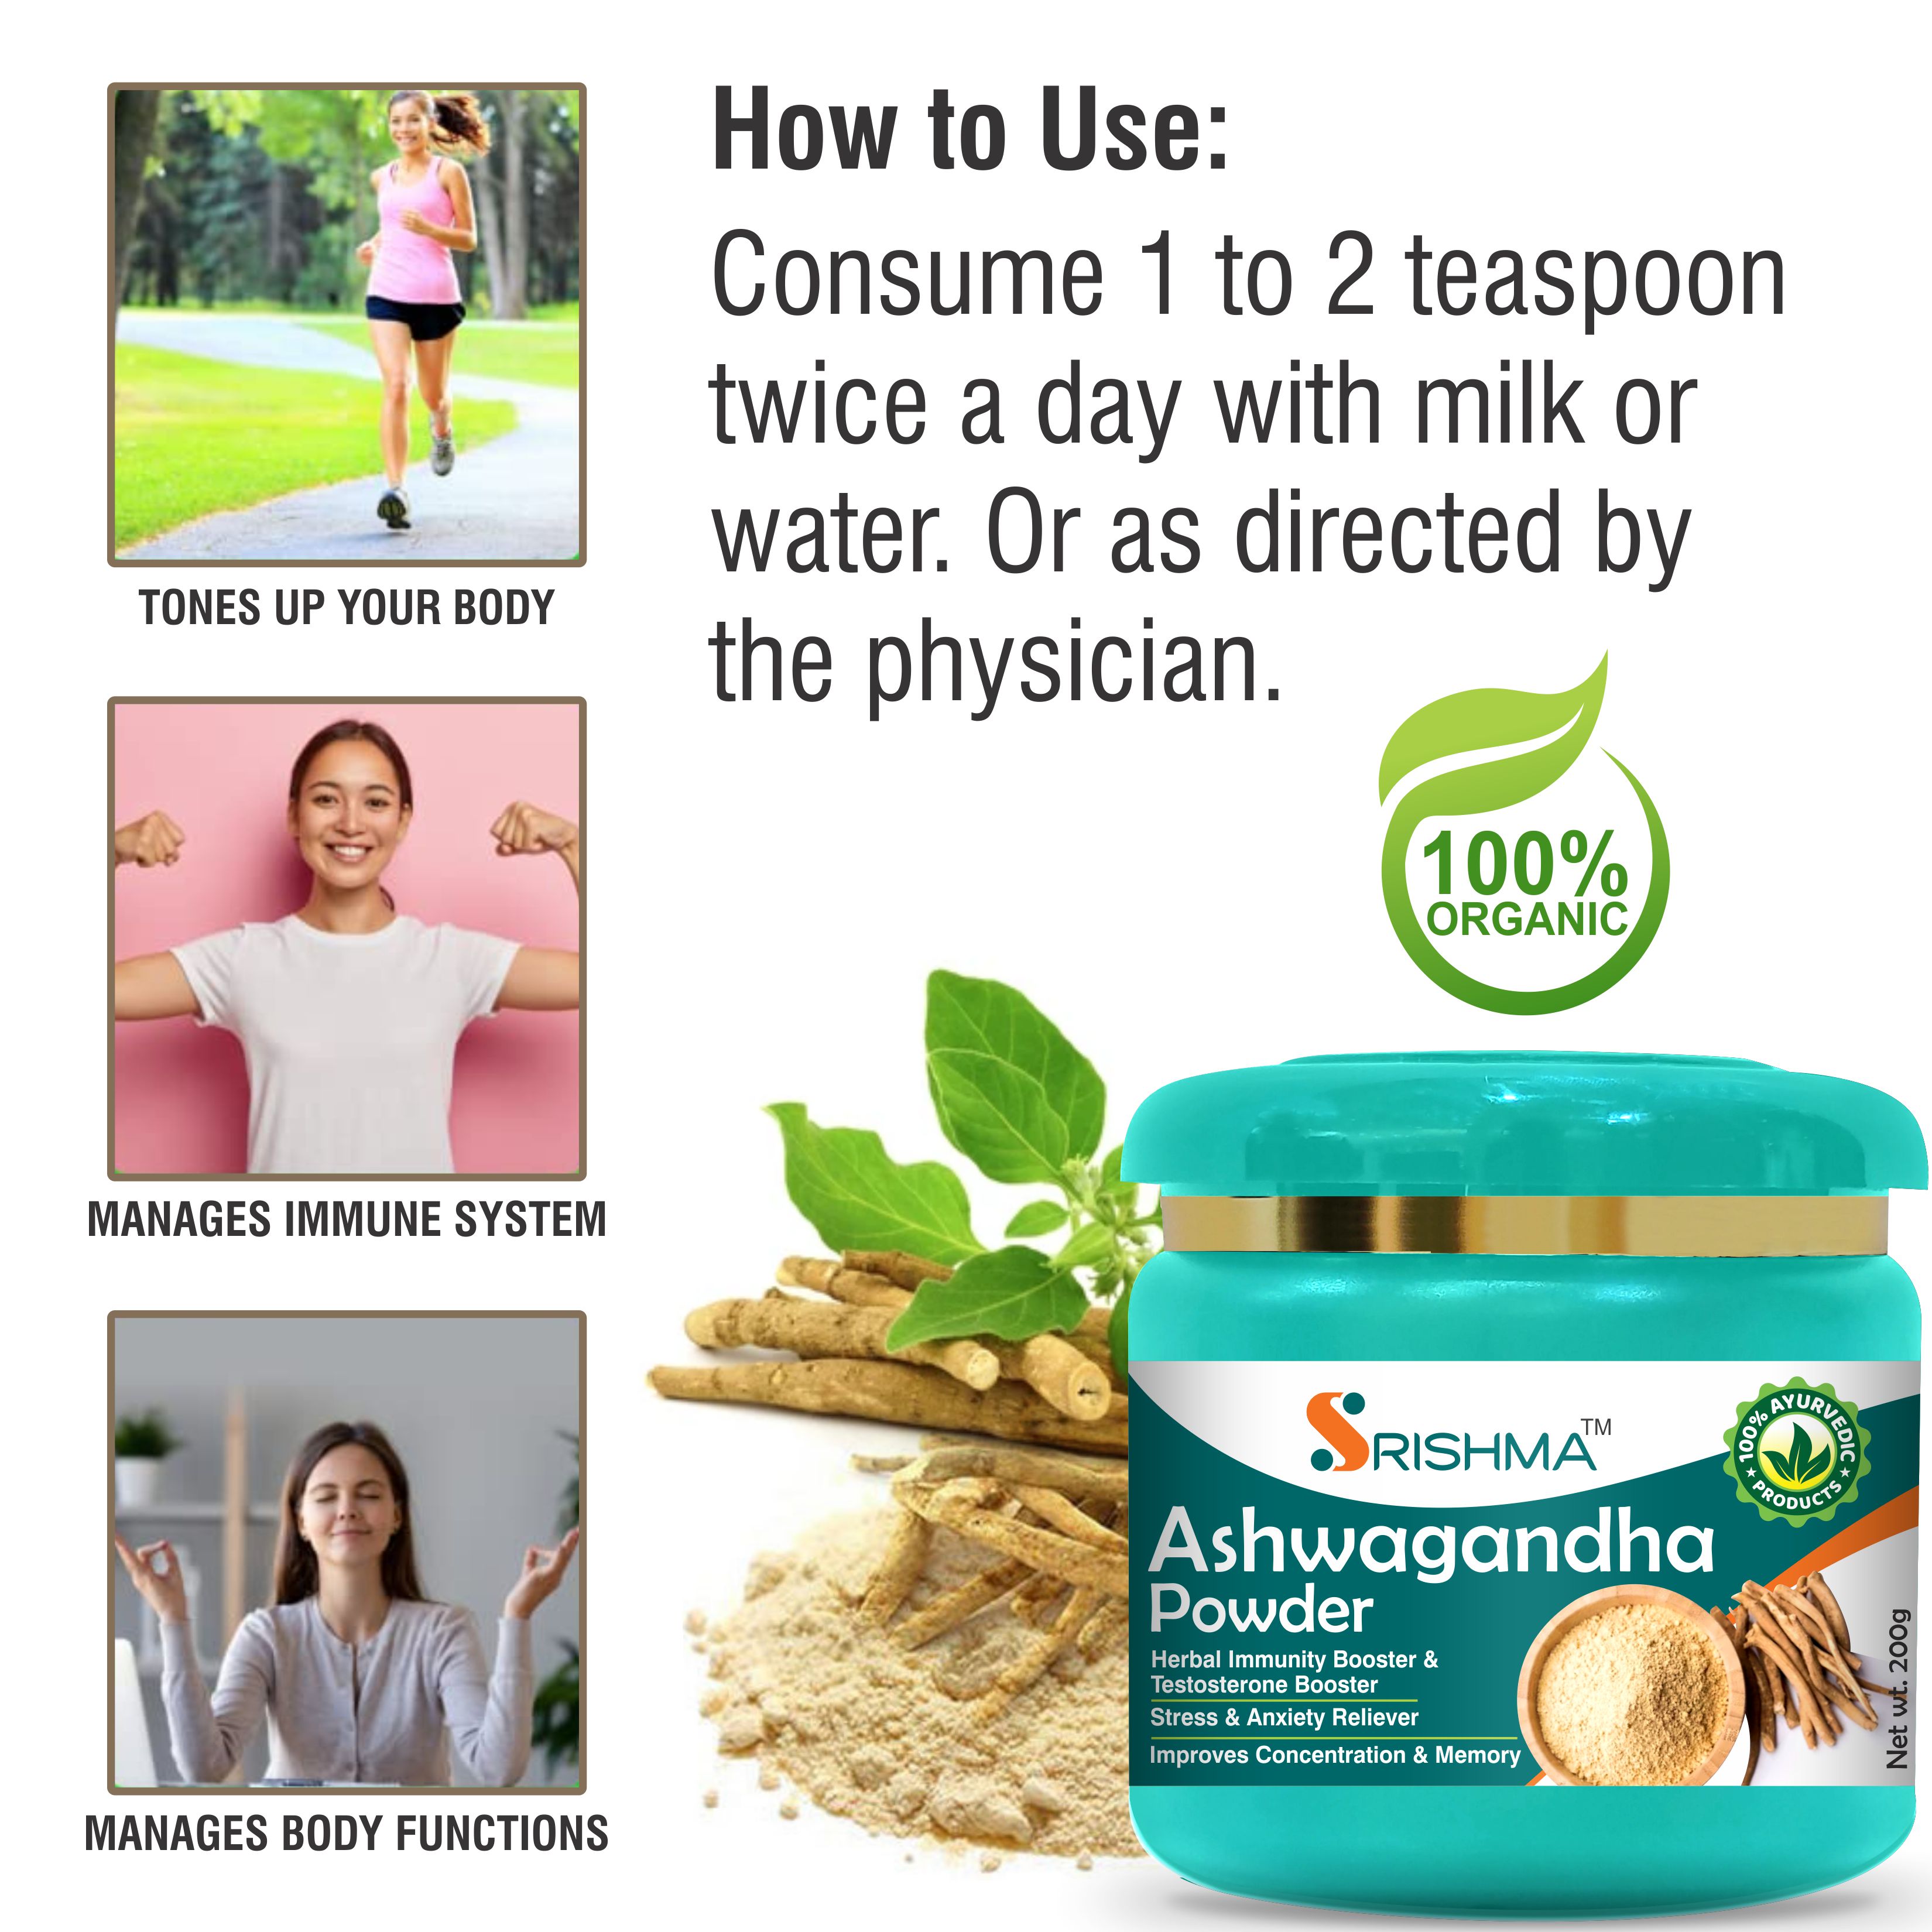 How to Use:
Consume 1 to 2 teaspoon
twice a day with milk or
water. Or as directed by
the physician.
TONES UP YOUR BODY
MANAGES IMMUNE SYSTEM
MANAGES BODY FUNCTIONS
100%
ORGANIC
SRISHMA™
100% AYURVEDIC
PRODUCTS
Ashwagandha
Powder
Herbal Immunity Booster &
Testosterone Booster
Stress & Anxiety Reliever
Improves Concentration & Memory
Net wt. 200g